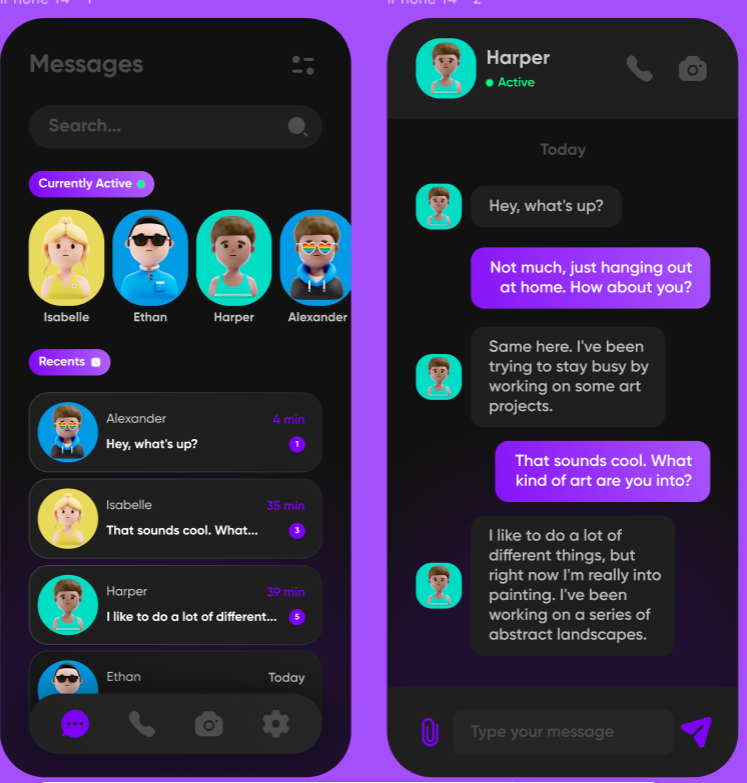 iPhone 14 - 1
Messages
Search...
Currently Active
Isabelle
Ethan
Harper
Alexander
Recents
Alexander
4 min
Hey, what's up?
1
Isabelle
35 min
That sounds cool. What...
3
Harper
39 min
I like to do a lot of different...
5
Ethan
Today
iPhone 14 - 2
Harper
Active
Today
Hey, what's up?
Not much, just hanging out
at home. How about you?
Same here. I've been
trying to stay busy by
working on some art
projects.
That sounds cool. What
kind of art are you into?
I like to do a lot of
different things, but
right now I'm really into
painting. I've been
working on a series of
abstract landscapes.
Type your message